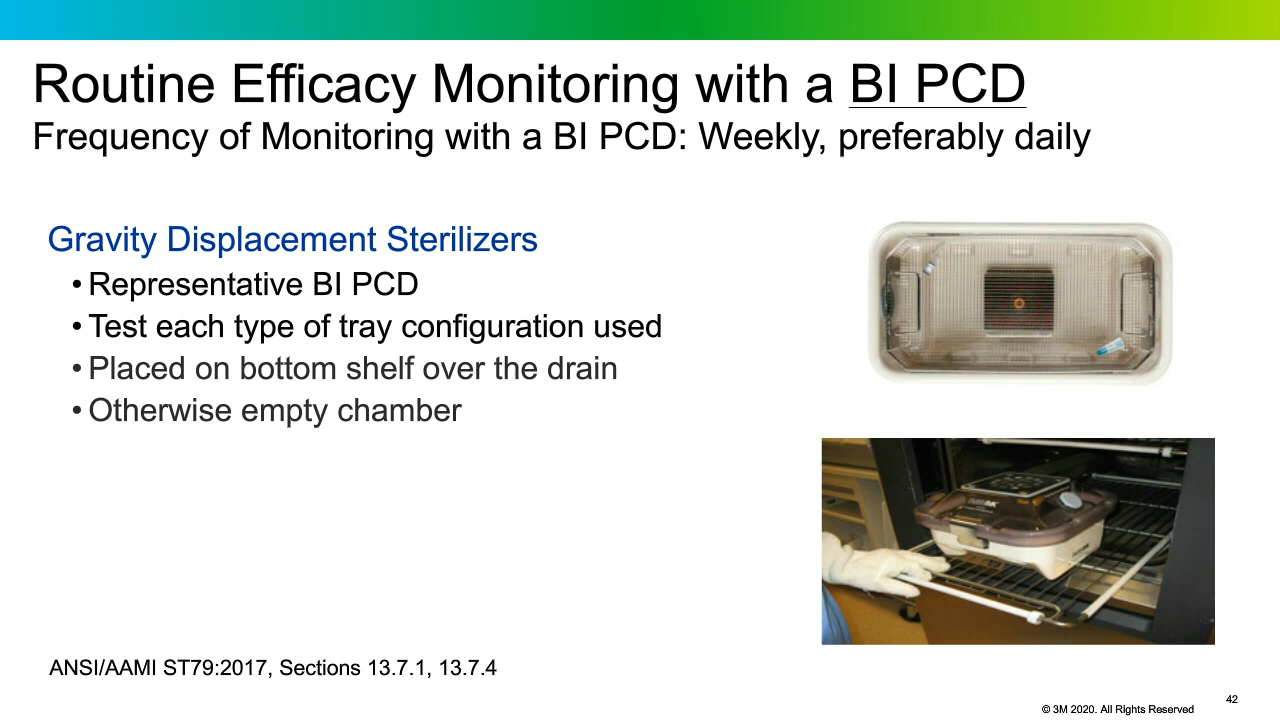 Routine Efficacy Monitoring with a BI PCD
Frequency of Monitoring with a BI PCD: Weekly, preferably daily
Gravity Displacement Sterilizers
• Representative BI PCD
• Test each type of tray configuration used
• Placed on bottom shelf over the drain
• Otherwise empty chamber
ANSI/AAMI ST79:2017, Sections 13.7.1, 13.7.4
42
© 3M 2020. All Rights Reserved